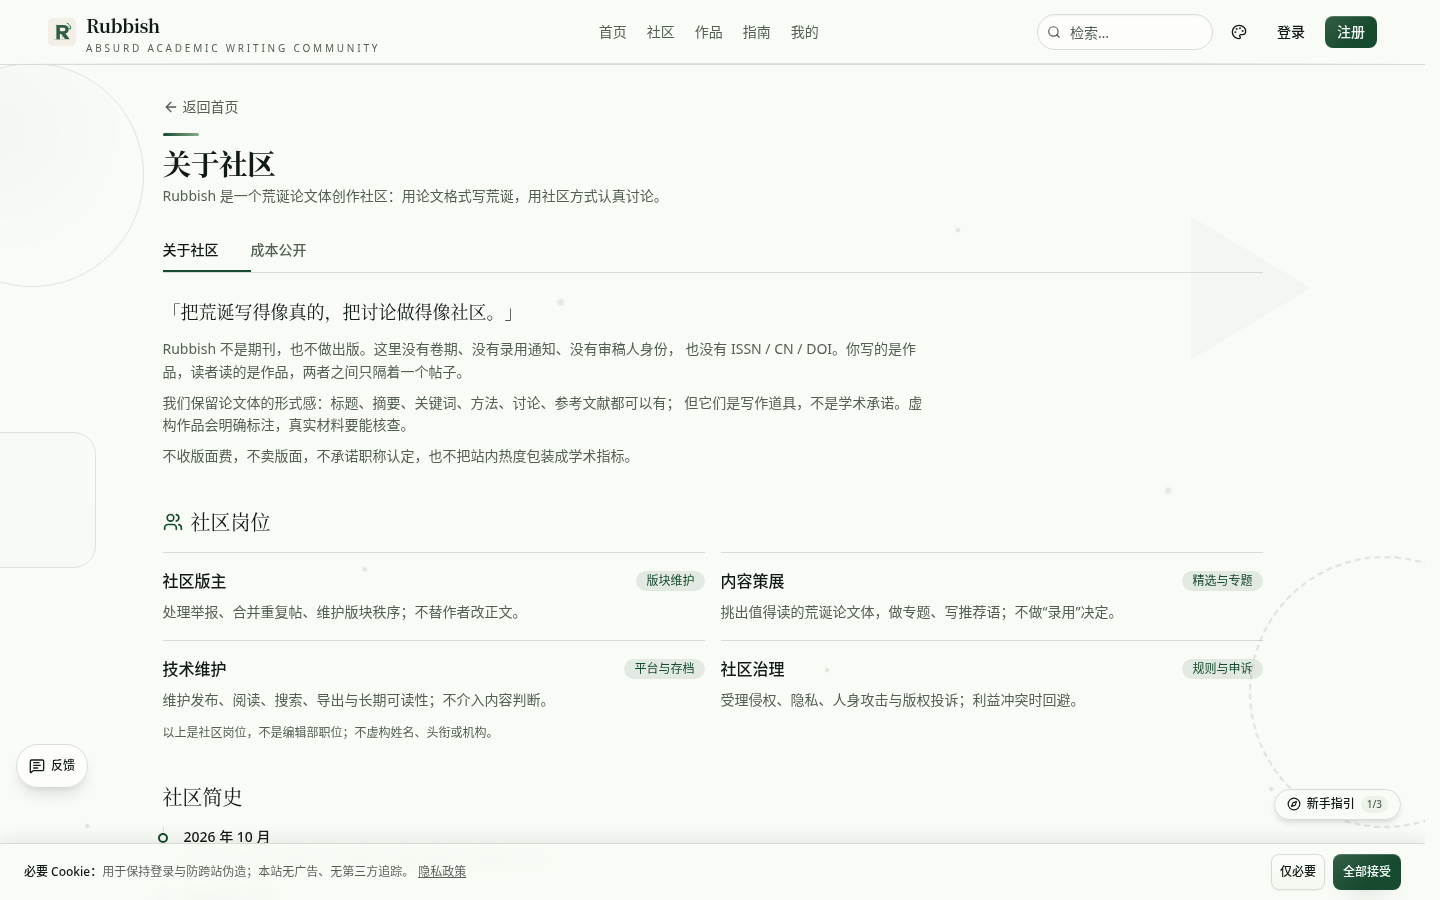 Rubbish
ABSURD ACADEMIC WRITING COMMUNITY
首页 社区 作品 指南 我的
检索...
登录
注册
返回首页
关于社区
Rubbish 是一个荒诞论文体创作社区：用论文格式写荒诞，用社区方式认真讨论。
关于社区 成本公开
「把荒诞写得像真的，把讨论做得像社区。」
Rubbish 不是期刊，也不做出版。这里没有卷期、没有录用通知、没有审稿人身份， 也没有 ISSN / CN / DOI。你写的是作
品，读者读的是作品，两者之间只隔着一个帖子。
我们保留论文体的形式感：标题、摘要、关键词、方法、讨论、参考文献都可以有； 但它们是写作道具，不是学术承诺。虚
构作品会明确标注，真实材料要能核查。
不收版面费，不卖版面，不承诺职称认定，也不把站内热度包装成学术指标。
社区岗位
社区版主 版块维护
处理举报、合并重复帖、维护版块秩序；不替作者改正文。
内容策展 精选与专题
挑出值得读的荒诞论文体，做专题、写推荐语；不做“录用”决定。
技术维护 平台与存档
维护发布、阅读、搜索、导出与长期可读性；不介入内容判断。
社区治理 规则与申诉
受理侵权、隐私、人身攻击与版权投诉；利益冲突时回避。
以上是社区岗位，不是编辑部职位；不虚构姓名、头衔或机构。
社区简史
2026 年 10 月
反馈
新手指引 1/3
必要 Cookie：用于保持登录与防跨站伪造；本站无广告、无第三方追踪。 隐私政策
仅必要
全部接受